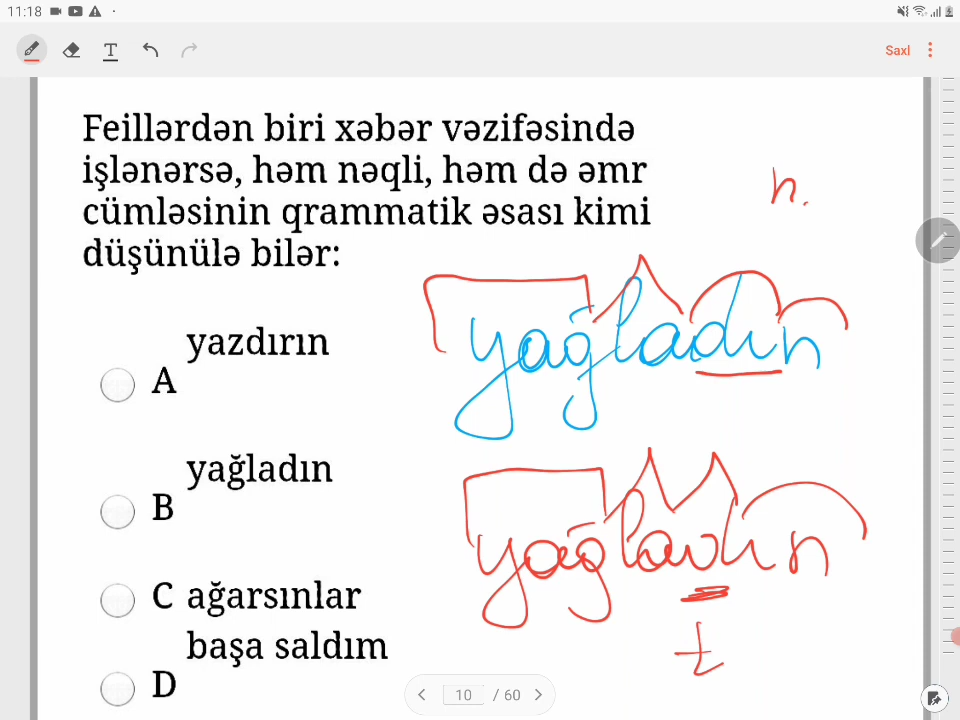 11:18
T
Saxl
Feillərdən biri xəbər vəzifəsində
işlənərsə, həm nəqli, həm də əmr
cümləsinin qrammatik əsası kimi
düşünülə bilər:
n.
yağladın
yazdırın
A
yağladın
B
yağladın
t
C ağarsınlar
başa saldım
D
10 / 60